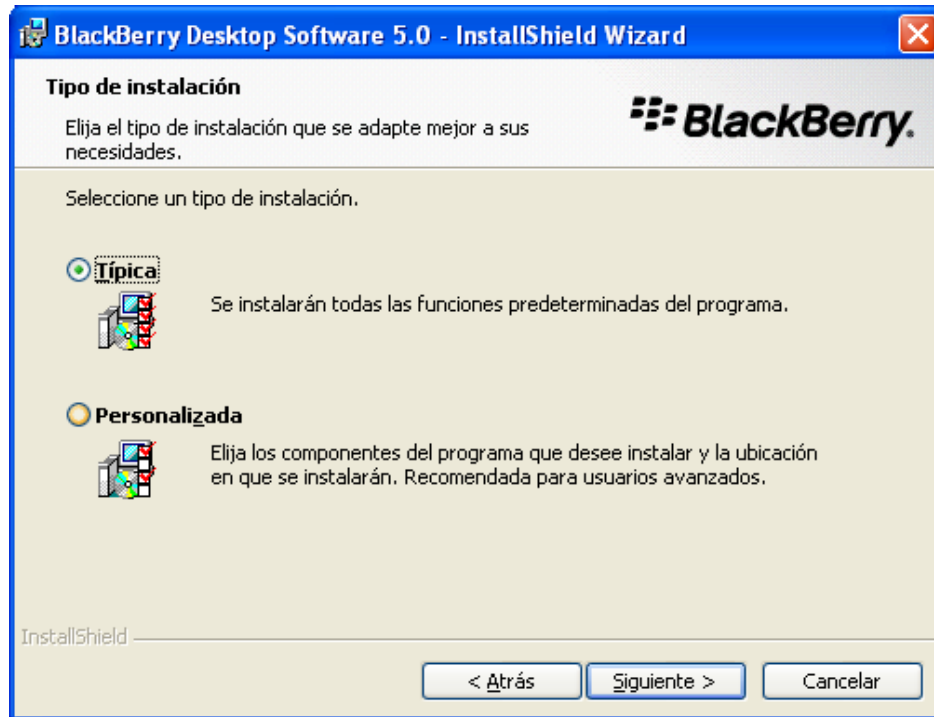 BlackBerry Desktop Software 5.0 - InstallShield Wizard
Tipo de instalación
Elija el tipo de instalación que se adapte mejor a sus
necesidades.
BlackBerry.
Seleccione un tipo de instalación.
Típica
Se instalarán todas las funciones predeterminadas del programa.
Personalizada
Elija los componentes del programa que desee instalar y la ubicación
en que se instalarán. Recomendada para usuarios avanzados.
InstallShield
< Atrás
Siguiente >
Cancelar